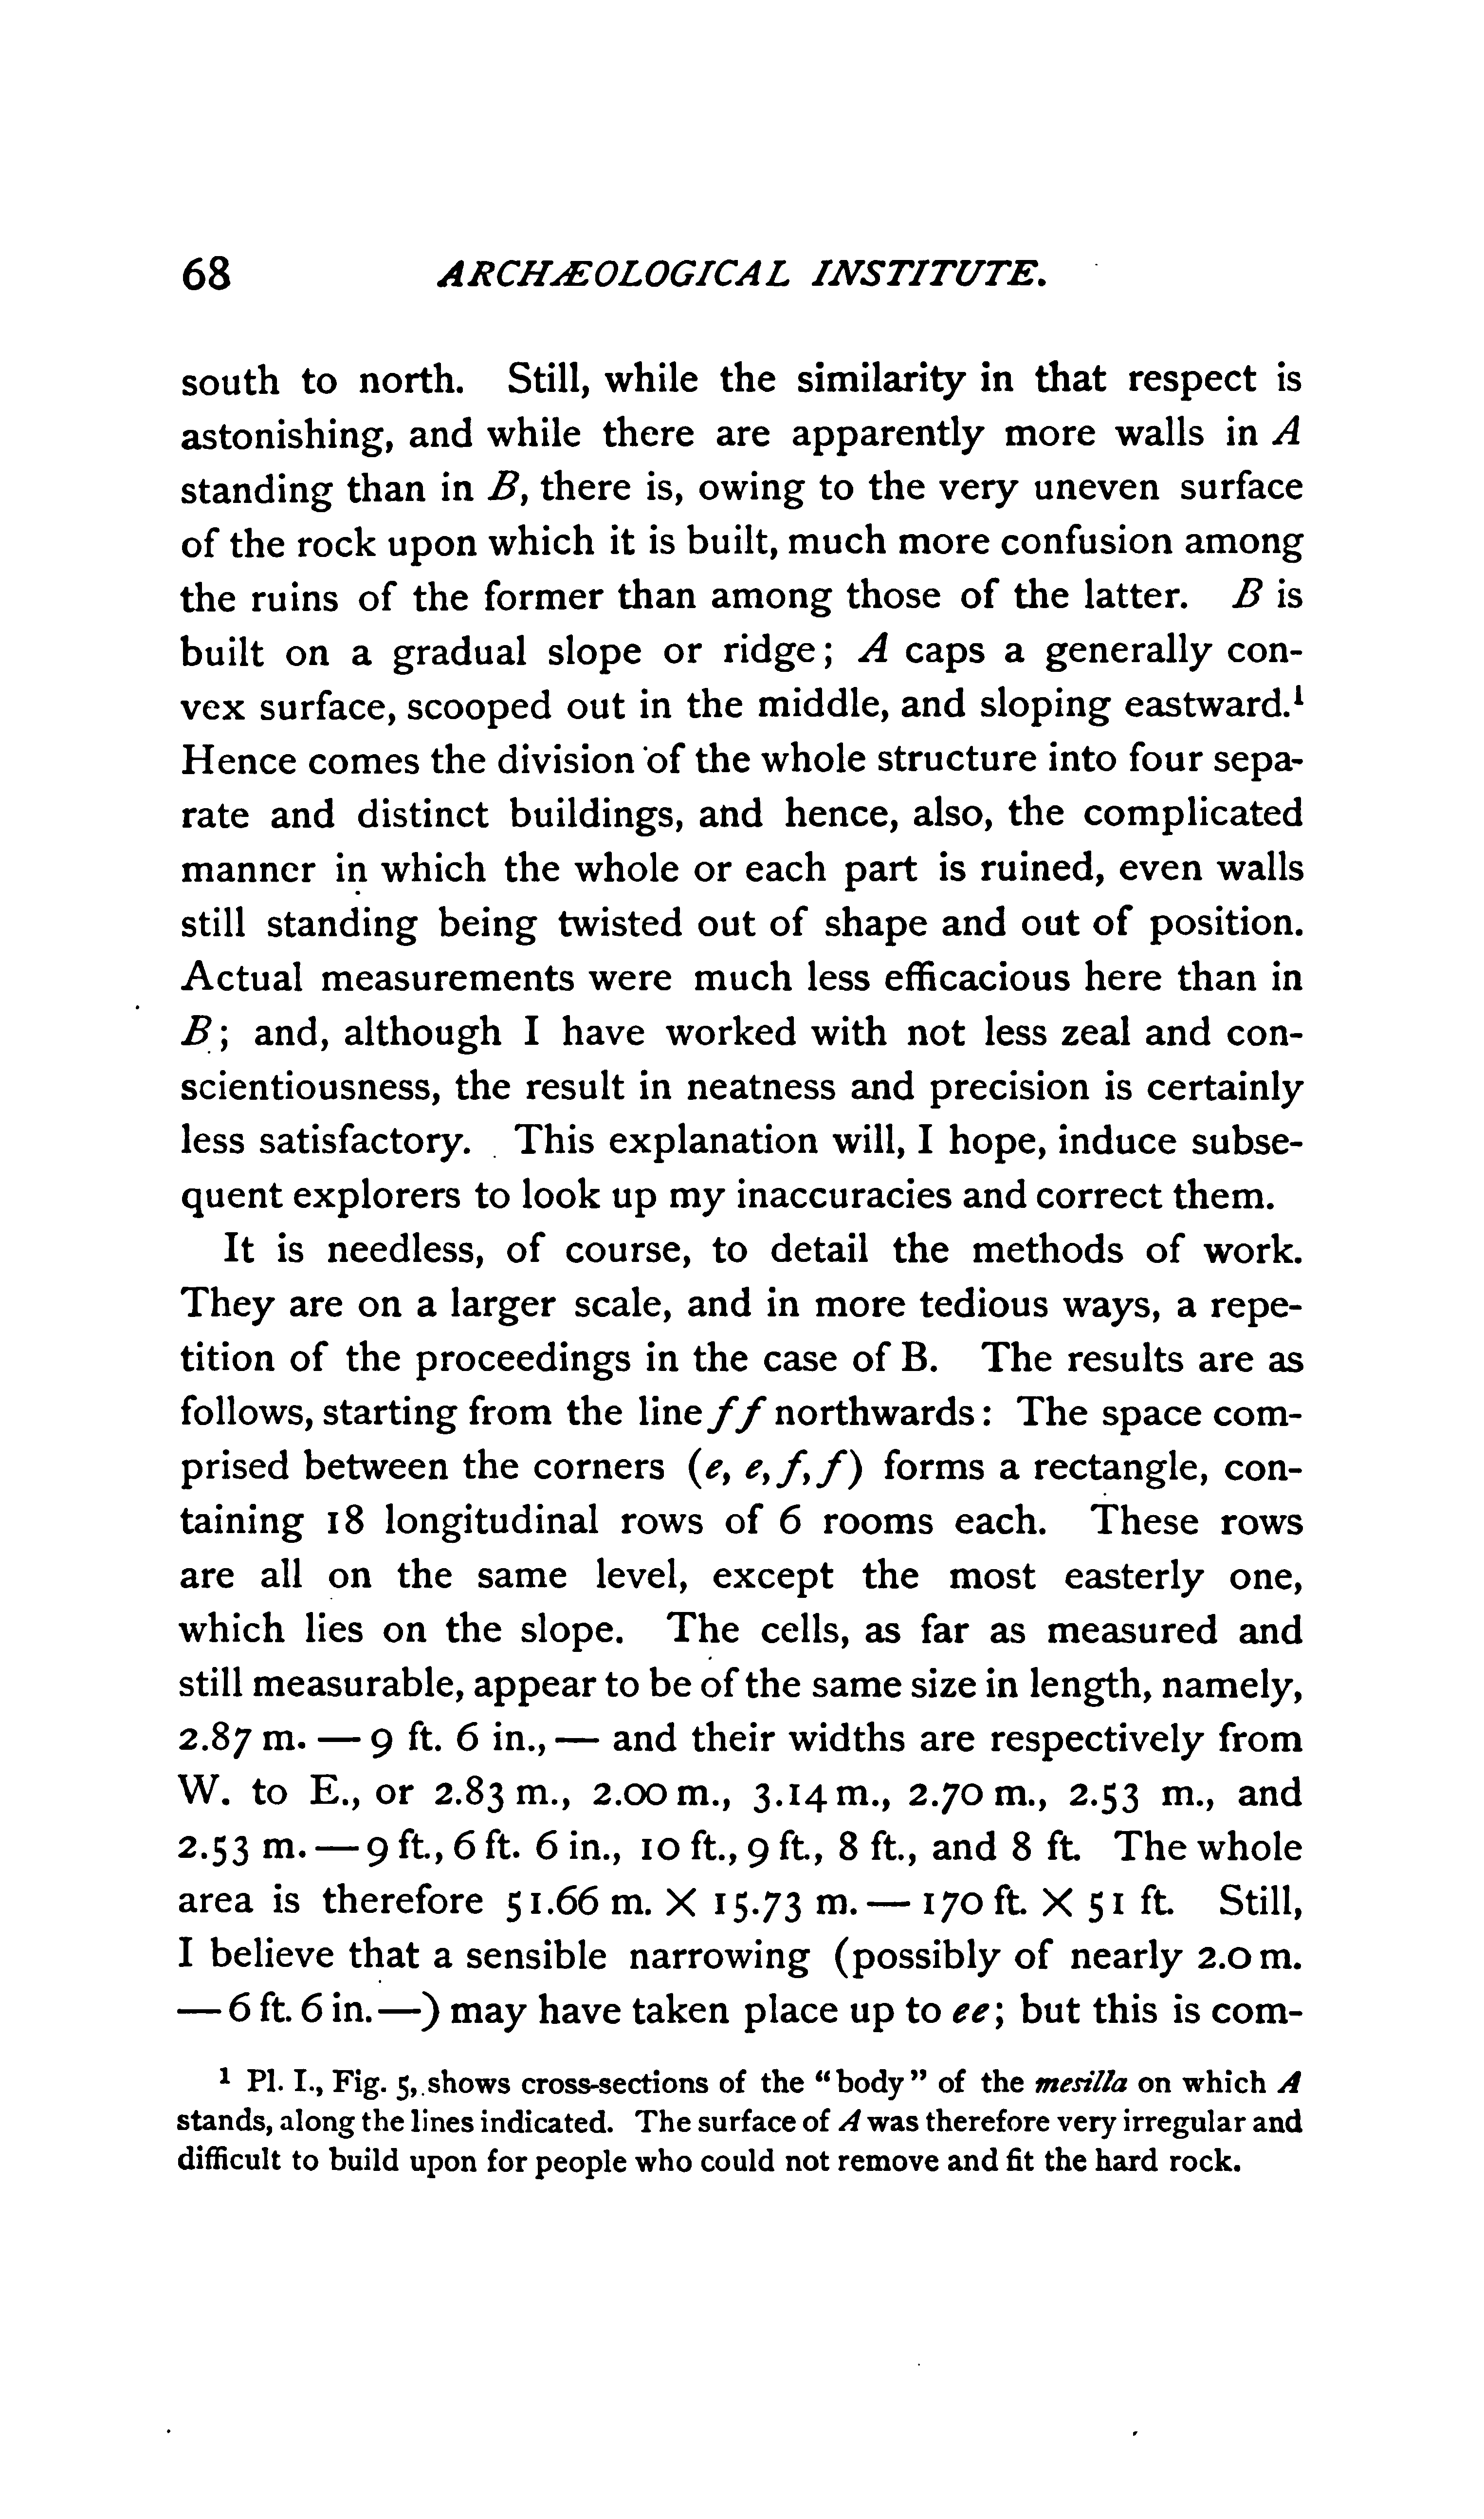 68 ARCHÆOLOGICAL INSTITUTE.
south to north. Still, while the similarity in that respect is
astonishing, and while there are apparently more walls in A
standing than in B, there is, owing to the very uneven surface
of the rock upon which it is built, much more confusion among
the ruins of the former than among those of the latter. B is
built on a gradual slope or ridge; A caps a generally con-
vex surface, scooped out in the middle, and sloping eastward.¹
Hence comes the division of the whole structure into four sepa-
rate and distinct buildings, and hence, also, the complicated
manner in which the whole or each part is ruined, even walls
still standing being twisted out of shape and out of position.
Actual measurements were much less efficacious here than in
B; and, although I have worked with not less zeal and con-
scientiousness, the result in neatness and precision is certainly
less satisfactory. This explanation will, I hope, induce subse-
quent explorers to look up my inaccuracies and correct them.
It is needless, of course, to detail the methods of work.
They are on a larger scale, and in more tedious ways, a repe-
tition of the proceedings in the case of B. The results are as
follows, starting from the line f f northwards: The space com-
prised between the corners (e, e, f, f) forms a rectangle, con-
taining 18 longitudinal rows of 6 rooms each. These rows
are all on the same level, except the most easterly one,
which lies on the slope. The cells, as far as measured and
still measurable, appear to be of the same size in length, namely,
2.87 m. — 9 ft. 6 in., — and their widths are respectively from
W. to E., or 2.83 m., 2.00 m., 3.14 m., 2.70 m., 2.53 m., and
2.53 m. — 9 ft., 6 ft. 6 in., 10 ft., 9 ft., 8 ft., and 8 ft. The whole
area is therefore 51.66 m. X 15.73 m. — 170 ft. X 51 ft. Still,
I believe that a sensible narrowing (possibly of nearly 2.0 m.
— 6 ft. 6 in. —) may have taken place up to ee; but this is com-
¹ Pl. I., Fig. 5, shows cross-sections of the "body" of the mesilla on which A
stands, along the lines indicated. The surface of A was therefore very irregular and
difficult to build upon for people who could not remove and fit the hard rock.